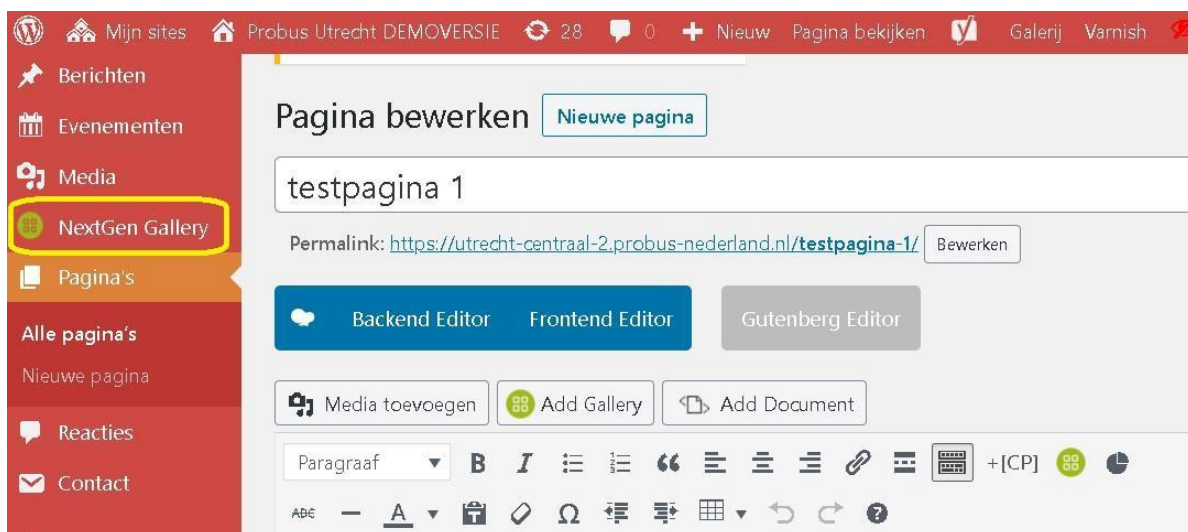 Mijn sites Probus Utrecht DEMOVERSIE 28 0 Nieuw Pagina bekijken Galerij Varnish
Berichten
Evenementen
Media
NextGen Gallery
Pagina's
Alle pagina's
Nieuwe pagina
Reacties
Contact
Pagina bewerken Nieuwe pagina
testpagina 1
Permalink: https://utrecht-centraal-2.probus-nederland.nl/testpagina-1/ Bewerken
Backend Editor Frontend Editor Gutenberg Editor
Media toevoegen Add Gallery Add Document
Paragraaf B I +[CP]
ABC A Ω